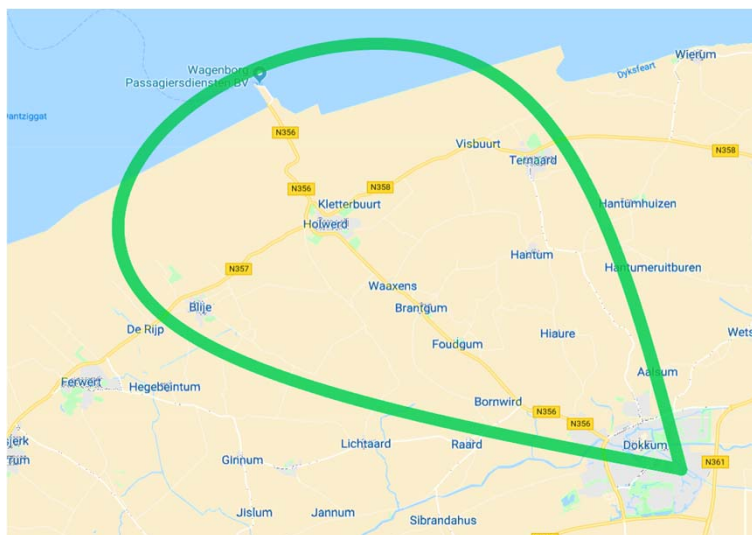 Wierum
Wagenborg
Passagiersdiensten BV
Dyksfeart
wantziggat
N356
Visbuurt
N358
Ternaard
N356
N358
Kletterbuurt
Hantumhuizen
Holwerd
Hantum
N357
Hantumeruitburen
Waaxens
Blije
Brantgum
De Rijp
Hiaure
Wets
Foudgum
Aalsum
Ferwert
Hegebeintum
Bornwird
N356
N356
Lichtaard
Raard
Dokkum
Ginnum
N361
Jislum
Jannum
Sibrandahus